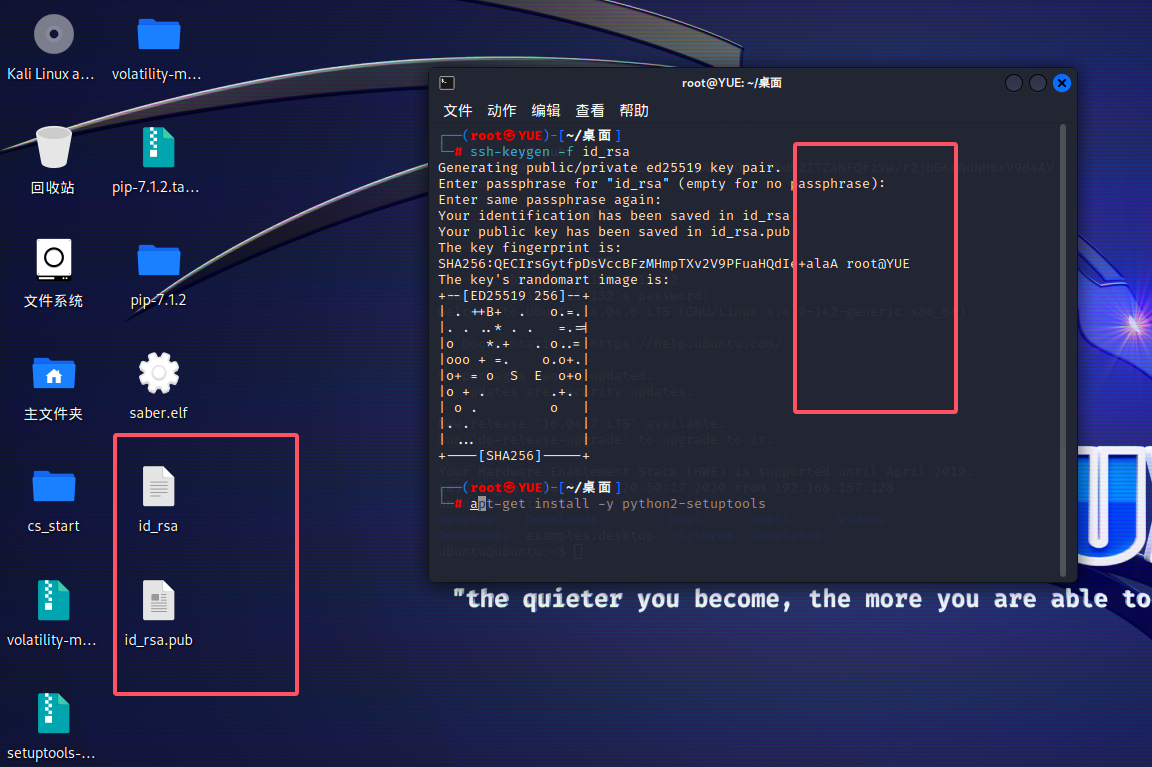 Kali Linux a...
volatility-m...
回收站
pip-7.1.2.ta...
文件系统
pip-7.1.2
主文件夹
saber.elf
cs_start
id_rsa
volatility-m...
id_rsa.pub
setuptools-...
root@YUE: ~/桌面
文件 动作 编辑 查看 帮助
┌──(root㉿YUE)-[~/桌面]
└─# ssh-keygen -f id_rsa
Generating public/private ed25519 key pair.
Enter passphrase for "id_rsa" (empty for no passphrase):
Enter same passphrase again:
Your identification has been saved in id_rsa
Your public key has been saved in id_rsa.pub
The key fingerprint is:
SHA256:QECIrsGytfpDsVccBFzMHmpTXv2V9PFuaHQdIe+alaA root@YUE
The key's randomart image is:
+--[ED25519 256]--+
|  . ++B+  .   o.=.|
|. . ..* . .   =.=|
|o    *.+   . o..=|
|ooo + =.    o.o+.|
|o+ = o  S  E  o+o|
|o + .        .+. |
| o .         o   |
|. .              |
| ...             |
+----[SHA256]-----+
┌──(root㉿YUE)-[~/桌面]
└─# apt-get install -y python2-setuptools
"the quieter you become, the more you are able to